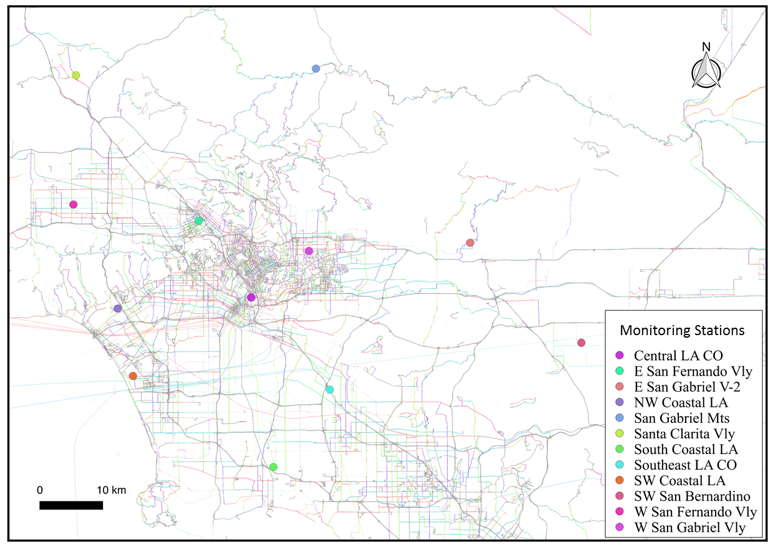 N
Monitoring Stations
Central LA CO
E San Fernando Vly
E San Gabriel V-2
NW Coastal LA
San Gabriel Mts
Santa Clarita Vly
South Coastal LA
Southeast LA CO
SW Coastal LA
SW San Bernardino
W San Fernando Vly
W San Gabriel Vly
0 10 km